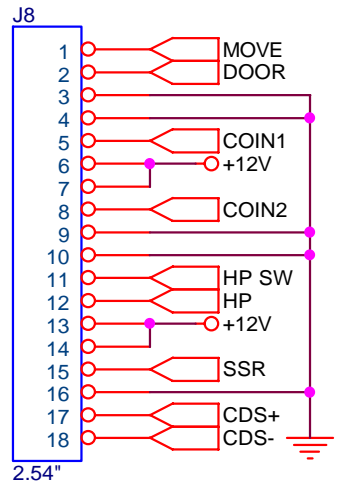 J8
1 MOVE
2 DOOR
3
4
5 COIN1
6 +12V
7
8 COIN2
9
10
11 HP SW
12 HP
13 +12V
14
15 SSR
16
17 CDS+
18 CDS-
2.54"